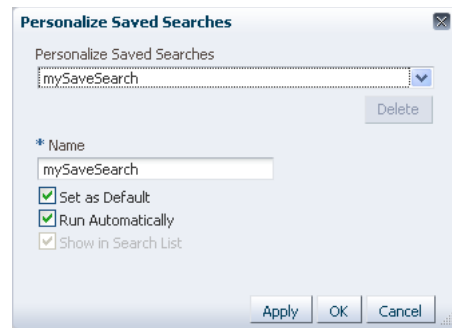 Personalize Saved Searches
Personalize Saved Searches
mySaveSearch
Delete
* Name
mySaveSearch
Set as Default
Run Automatically
Show in Search List
Apply OK Cancel